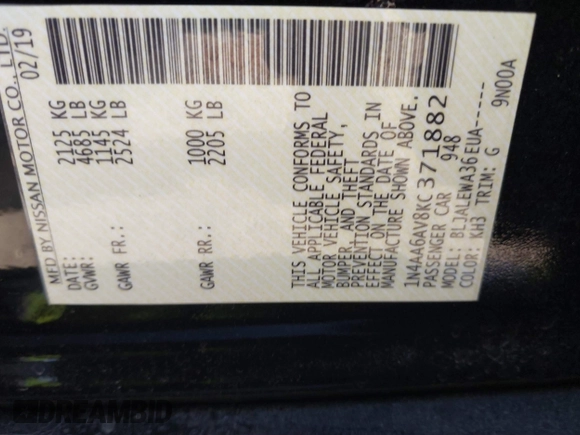 MFD BY NISSAN MOTOR CO., LTD.
DATE: 02/19
GVWR: 2125 KG
4685 LB
GAWR FR: 1145 KG
2524 LB
GAWR RR: 1000 KG
2205 LB
THIS VEHICLE CONFORMS TO
ALL APPLICABLE FEDERAL
MOTOR VEHICLE SAFETY,
BUMPER, AND THEFT
PREVENTION STANDARDS IN
EFFECT ON THE DATE OF
MANUFACTURE SHOWN ABOVE.
1N4AA6AV8KC371882
PASSENGER CAR 948
MODEL: BLJALEWA36EUA-----
COLOR: KH3 TRIM: G 9N00A
DREAMBID